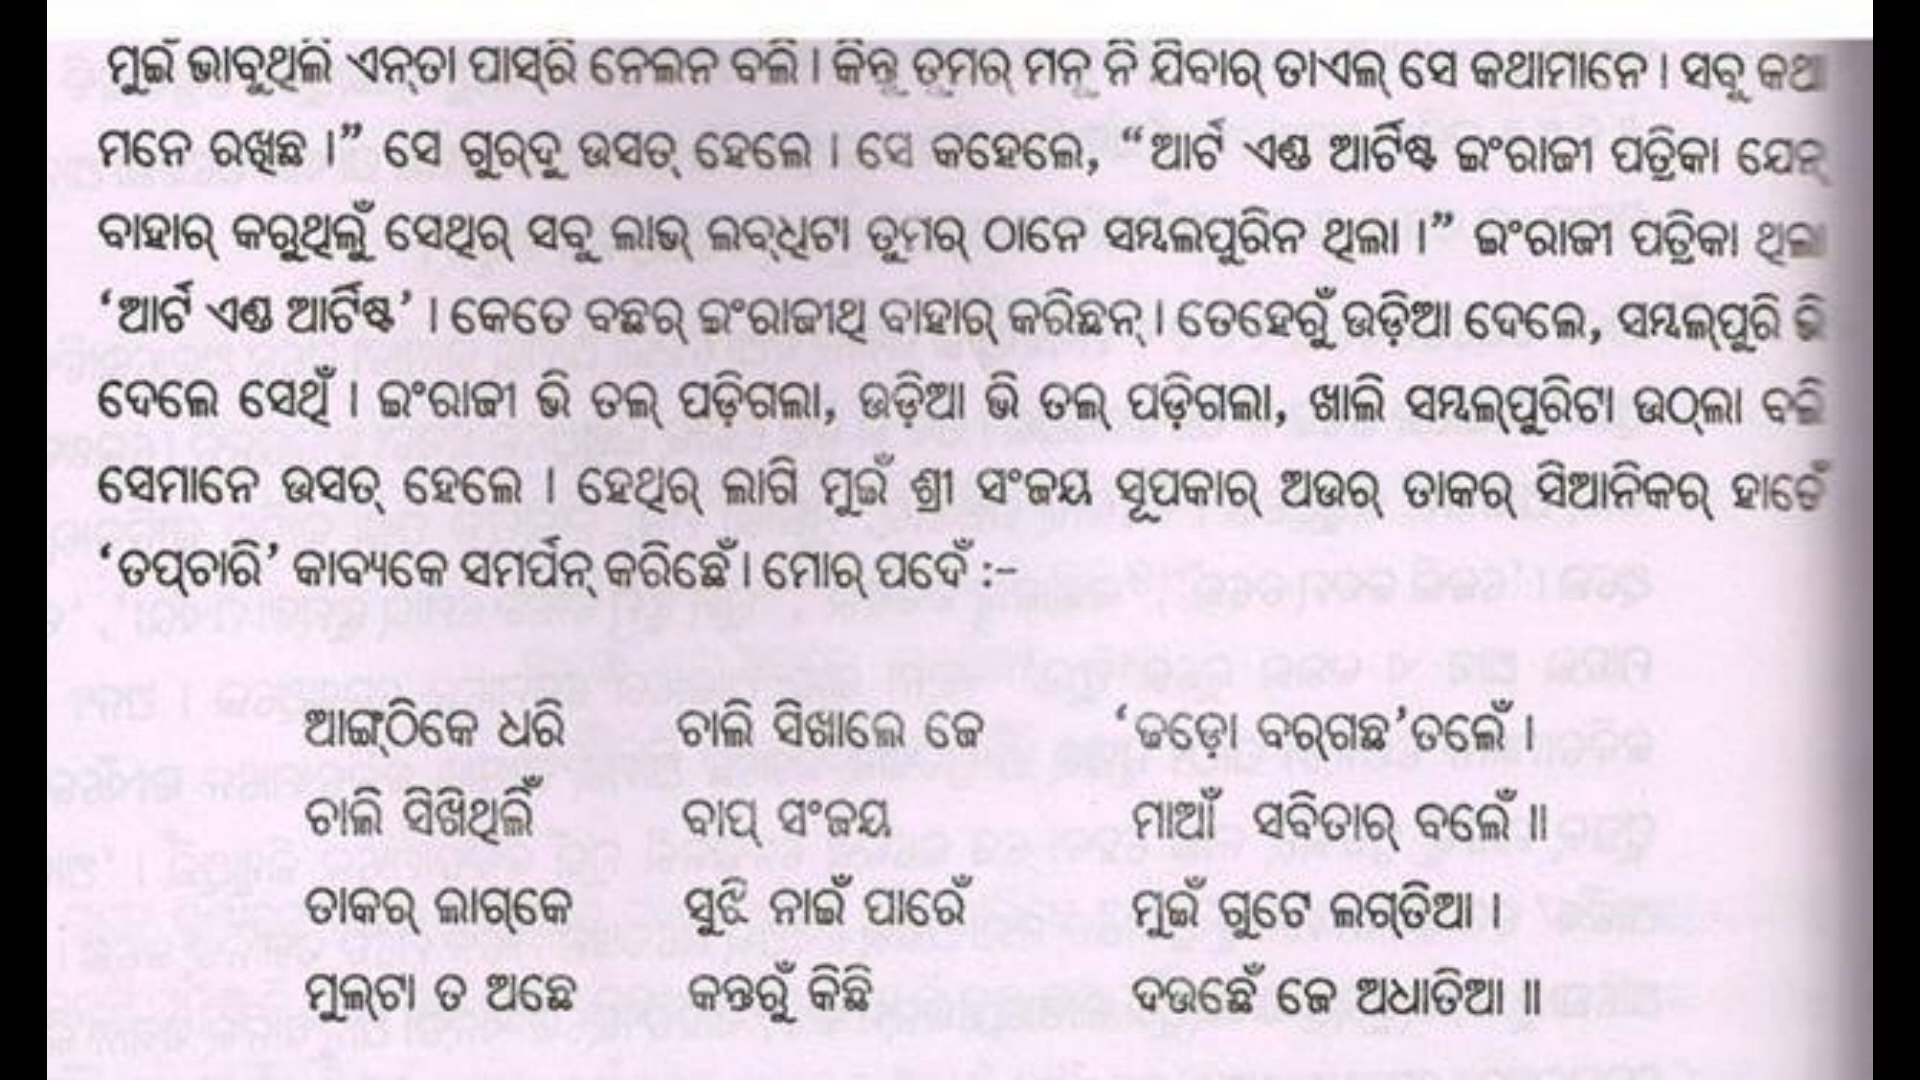 ମୁଇଁ ଭାବୁଥିଲିଁ ଏନ୍‌ତା ପାସ୍‌ରି ନେଲନ ବଲି । କିନ୍ତୁ ତୁମର୍ ମନୁ ନି ଯିବାର୍ ତାଏଲ୍ ସେ କଥାମାନେ । ସବୁ କଥା
ମନେ ରଖିଛ ।” ସେ ଗୁର୍‌ଦୁ ଉସତ୍ ହେଲେ । ସେ କହେଲେ, “ଆର୍ଟ ଏଣ୍ଡ ଆର୍ଟିଷ୍ଟ ଇଂରାଜୀ ପତ୍ରିକା ଯେନ୍
ବାହାର୍ କରୁଥିଲୁଁ ସେଥିର୍ ସବୁ ଲାଭ୍ ଲବ୍‌ଧିଟା ତୁମର୍ ଠାନେ ସମ୍ବଲପୁରିନ ଥିଲା ।” ଇଂରାଜୀ ପତ୍ରିକା ଥିଲା
‘ଆର୍ଟ ଏଣ୍ଡ ଆର୍ଟିଷ୍ଟ’ । କେତେ ବଛର୍ ଇଂରାଜୀଥି ବାହାର୍ କରିଛନ୍ । ତେହେରୁଁ ଉଡ଼ିଆ ଦେଲେ, ସମ୍ବଲ୍‌ପୁରି ଭି
ଦେଲେ ସେଥିଁ । ଇଂରାଜୀ ଭି ତଲ୍ ପଡ଼ିଗଲା, ଉଡ଼ିଆ ଭି ତଲ୍ ପଡ଼ିଗଲା, ଖାଲି ସମ୍ବଲ୍‌ପୁରିଟା ଉଠ୍‌ଲା ବଲି
ସେମାନେ ଉସତ୍ ହେଲେ । ହେଥିର୍ ଲାଗି ମୁଇଁ ଶ୍ରୀ ସଂଜୟ ସୂପକାର୍ ଅଉର୍ ତାକର୍ ସିଆନିକର୍ ହାତେଁ
‘ତପ୍‌ଚାରି’ କାବ୍ୟକେ ସମର୍ପନ୍ କରିଛେଁ । ମୋର୍ ପଦେଁ :-
ଆଙ୍ଗ୍‌ଠିକେ ଧରି ଚାଲି ସିଖାଲେ ଜେ ‘ଢଡ଼ୋ ବର୍‌ଗଛ’ତଲେଁ ।
ଚାଲି ସିଖିଥିଲିଁ ବାପ୍ ସଂଜୟ ମାଆଁ ସବିତାର୍ ବଲେଁ ॥
ତାକର୍ ଲାଗ୍‌କେ ସୁଝି ନାଇଁ ପାରେଁ ମୁଇଁ ଗୁଟେ ଲଗ୍‌ତିଆ ।
ମୁଲ୍‌ଟା ତ ଅଛେ କନ୍ତରୁଁ କିଛି ଦଉଛେଁ ଜେ ଅଧାତିଆ ॥